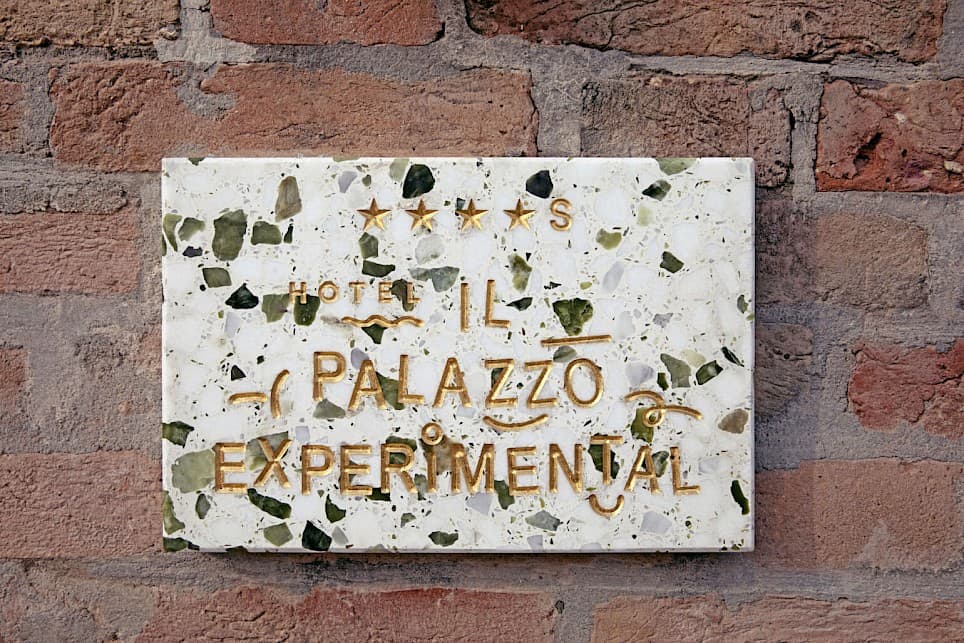 ★★★★S
HOTEL IL
PALAZZO
EXPERIMENTAL